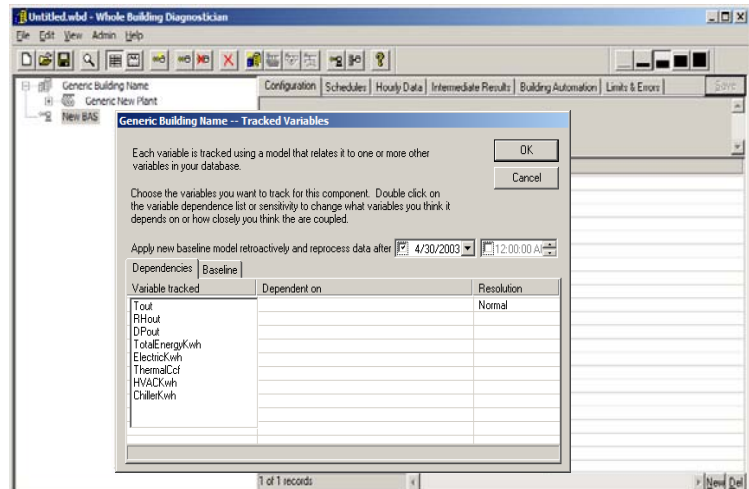 Untitled.wbd - Whole Building Diagnostician
File Edit View Admin Help
Generic Building Name
Generic New Plant
New BAS
Configuration Schedules Hourly Data Intermediate Results Building Automation Limits & Errors Save
Generic Building Name -- Tracked Variables
Each variable is tracked using a model that relates it to one or more other
variables in your database.
OK
Cancel
Choose the variables you want to track for this component. Double click on
the variable dependence list or sensitivity to change what variables you think it
depends on or how closely you think the are coupled.
Apply new baseline model retroactively and reprocess data after 4/30/2003 12:00:00 AM
Dependencies Baseline
Variable tracked Dependent on Resolution
Tout Normal
RHout
DPout
TotalEnergyKwh
ElectricKwh
ThermalCcf
HVACKwh
ChillerKwh
1 of 1 records New Del